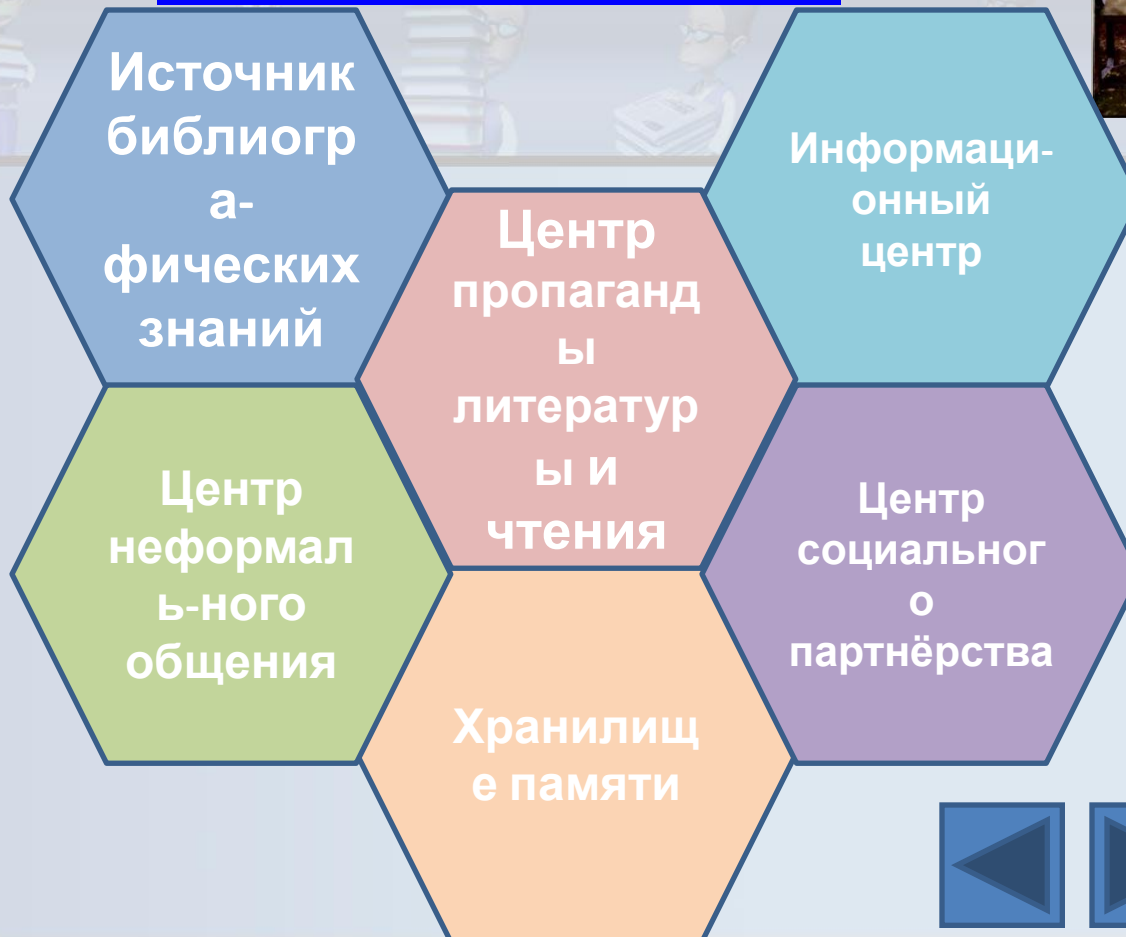 Источник
библиогр
а-
фических
знаний
Информаци-
онный
центр
Центр
пропаганд
ы
литератур
ы и
чтения
Центр
неформал
ь-ного
общения
Центр
социальног
о
партнёрства
Хранилищ
е памяти